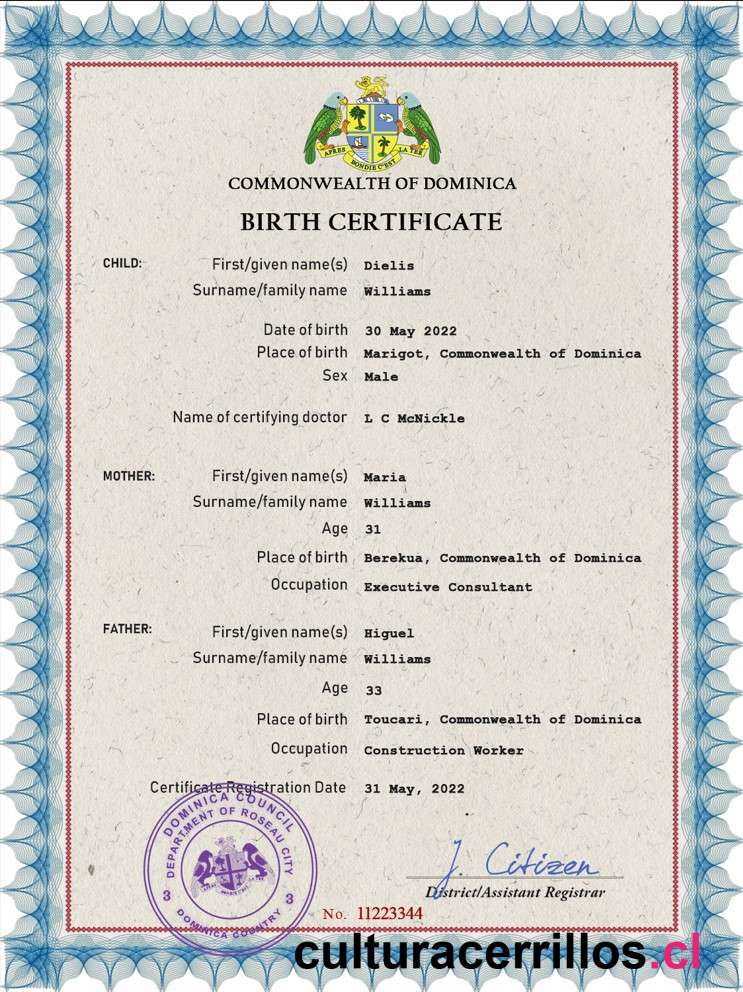 APRES BONDIE C'EST LA TER
COMMONWEALTH OF DOMINICA
BIRTH CERTIFICATE
CHILD: First/given name(s) Dielis
Surname/family name Williams
Date of birth 30 May 2022
Place of birth Marigot, Commonwealth of Dominica
Sex Male
Name of certifying doctor L C McNickle
MOTHER: First/given name(s) Maria
Surname/family name Williams
Age 31
Place of birth Berekua, Commonwealth of Dominica
Occupation Executive Consultant
FATHER: First/given name(s) Higuel
Surname/family name Williams
Age 33
Place of birth Toucari, Commonwealth of Dominica
Occupation Construction Worker
Certificate Registration Date 31 May, 2022
DOMINICA COUNCIL
DEPARTMENT OF ROSEAU CITY
3 3
DOMINICA COUNTRY
J. Citizen
District/Assistant Registrar
No. 11223344
culturacerrillos.cl